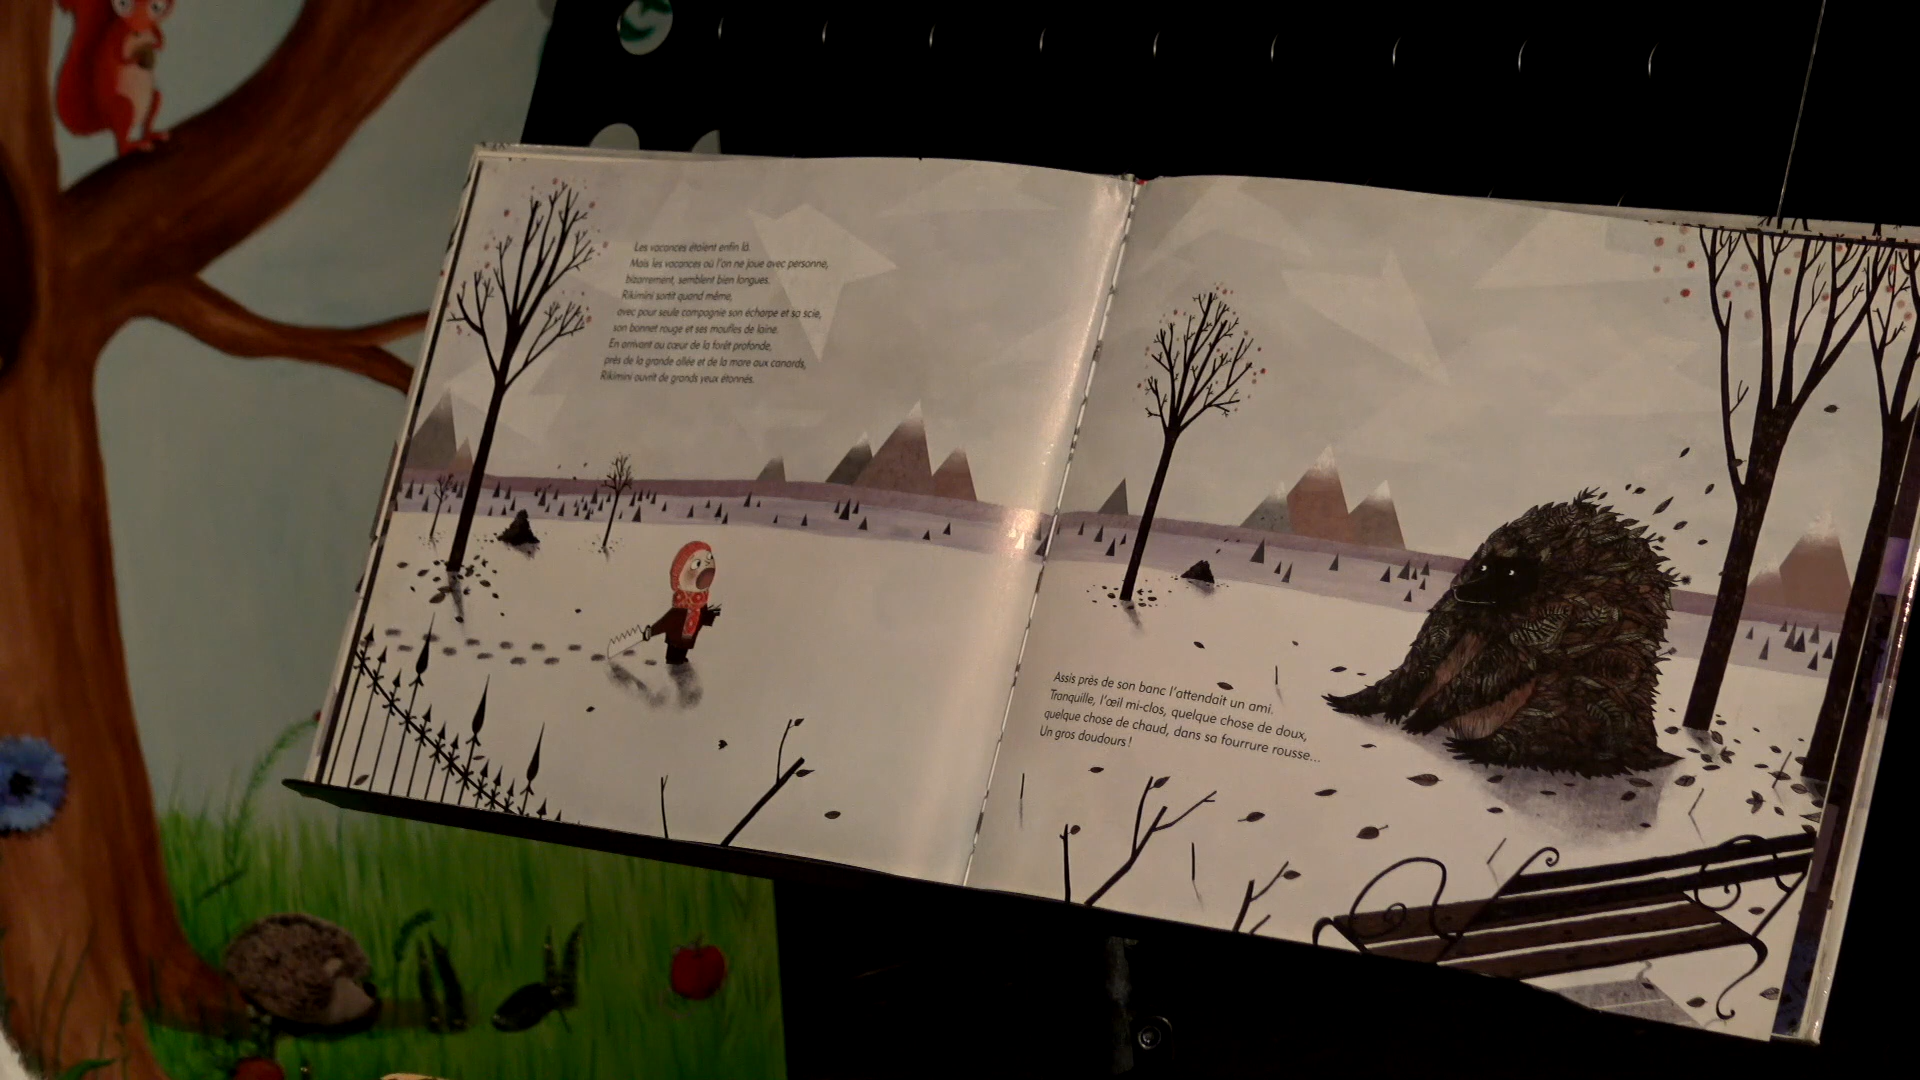 Les vacances étaient enfin là.
Mais les vacances où l'on ne joue avec personne,
bizarrement, semblent bien longues.
Rikimini sortit quand même,
avec pour seule compagnie son écharpe et sa scie,
son bonnet rouge et ses moufles de laine.
En arrivant au cœur de la forêt profonde,
près de la grande allée et de la mare aux canards,
Rikimini ouvrit de grands yeux étonnés.
Assis près de son banc l'attendait un ami.
Tranquille, l'œil mi-clos, quelque chose de doux,
quelque chose de chaud, dans sa fourrure rousse...
Un gros doudours !